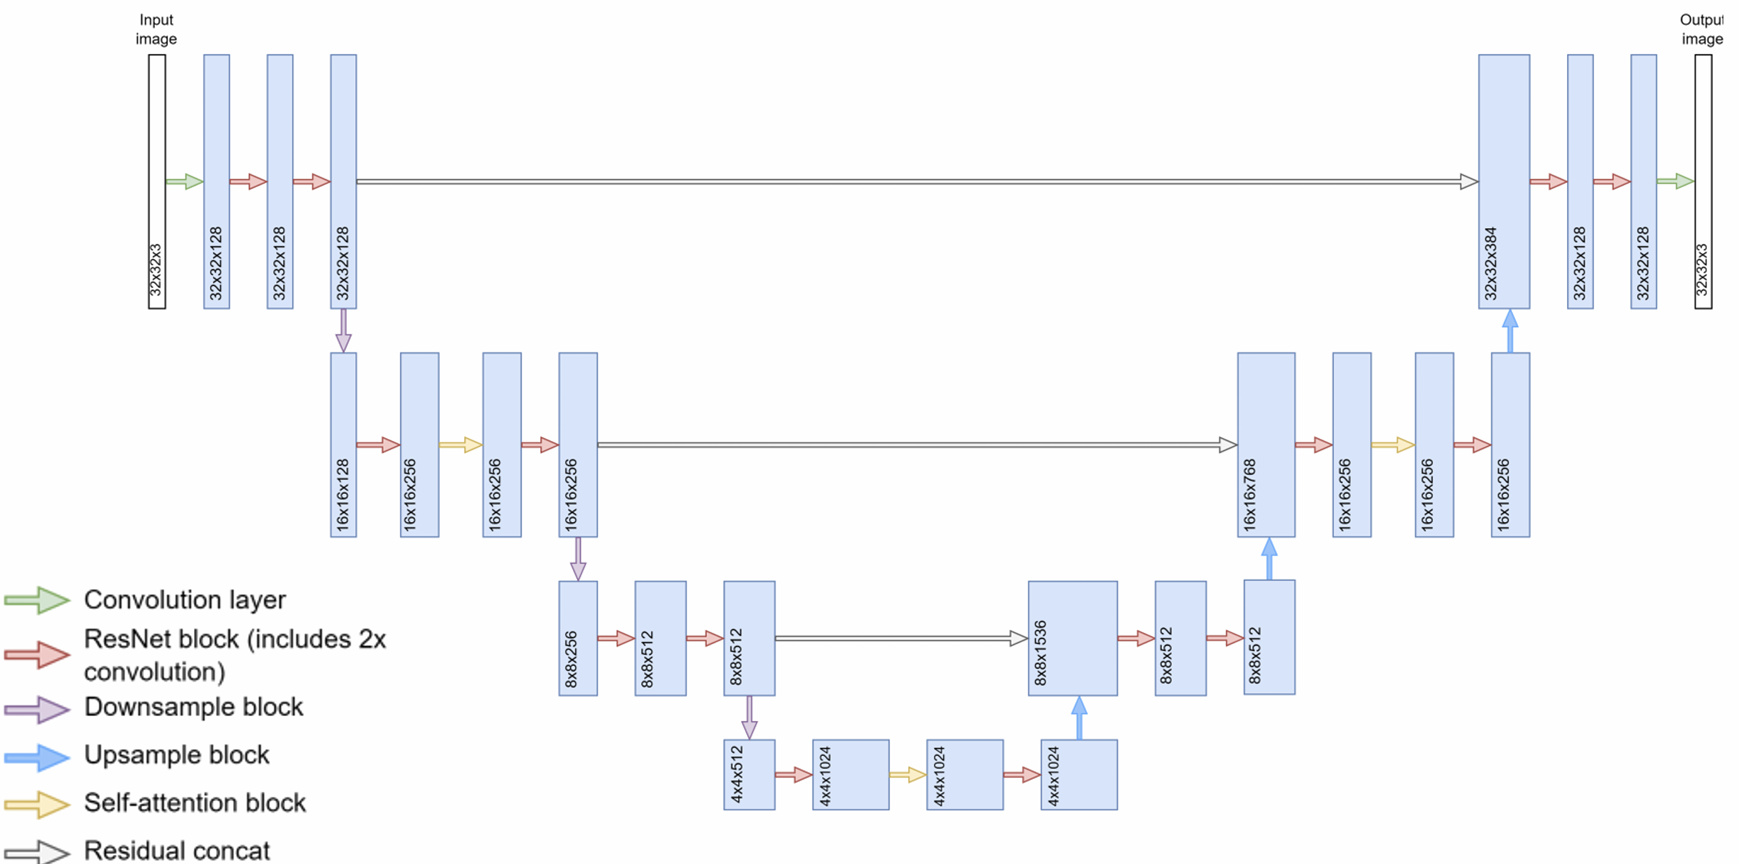 Input
image
Output
image
32x32x3
32x32x128
32x32x128
32x32x128
32x32x384
32x32x128
32x32x128
32x32x3
16x16x128
16x16x256
16x16x256
16x16x256
16x16x768
16x16x256
16x16x256
16x16x256
8x8x256
8x8x512
8x8x512
8x8x1536
8x8x512
8x8x512
4x4x512
4x4x1024
4x4x1024
4x4x1024
Convolution layer
ResNet block (includes 2x
convolution)
Downsample block
Upsample block
Self-attention block
Residual concat